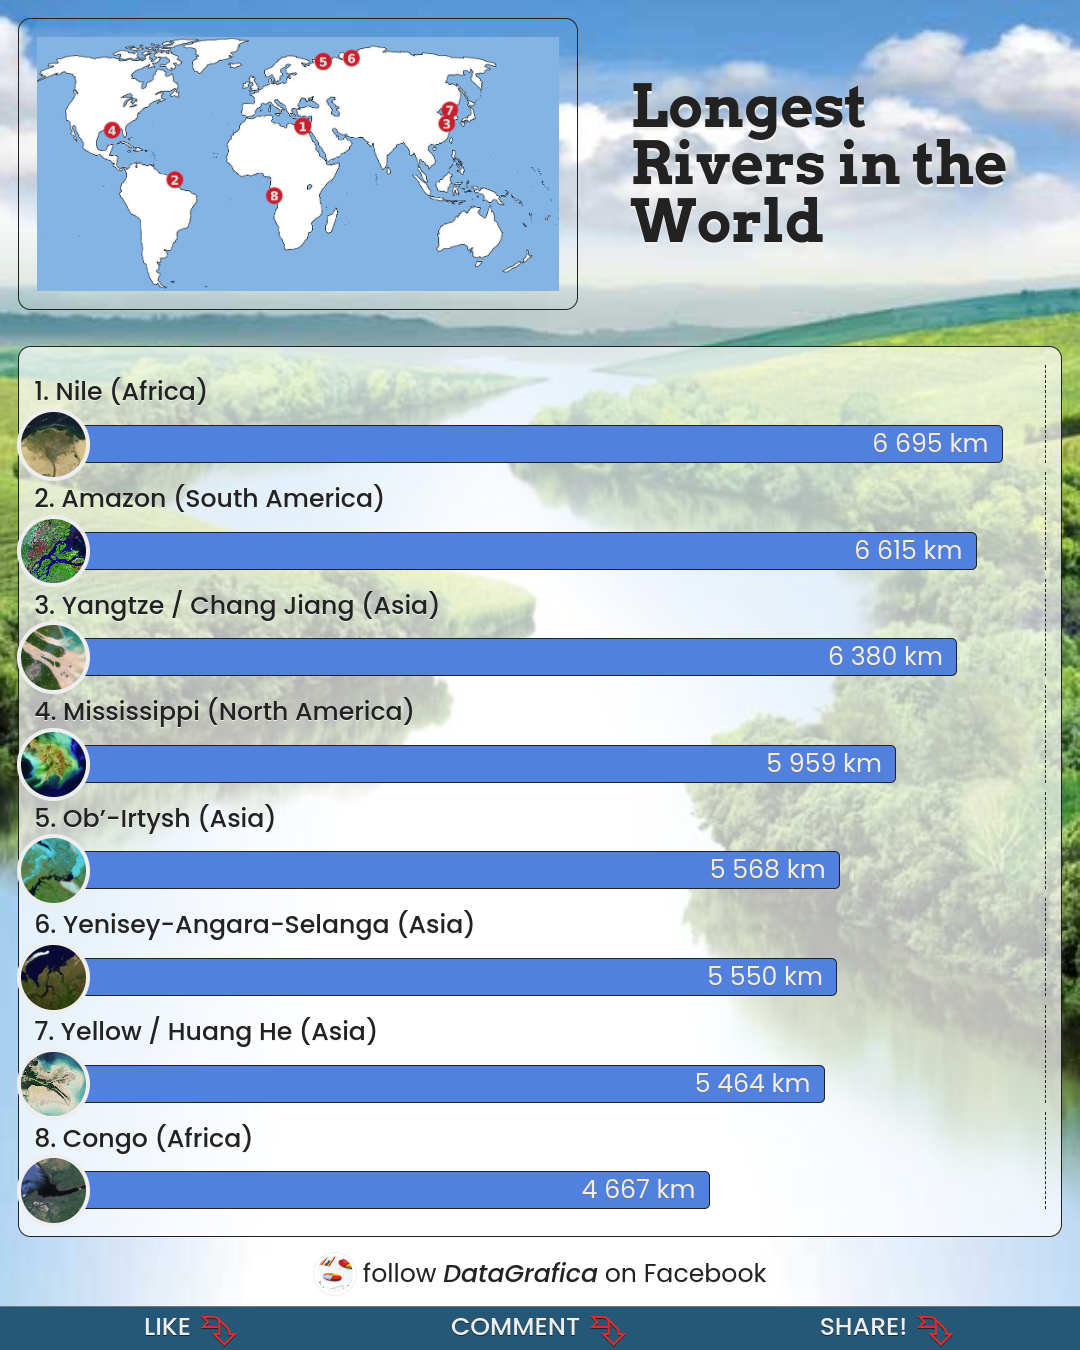 5
6
7
3
4
1
2
8
Longest
Rivers in the
World
1. Nile (Africa)
6 695 km
2. Amazon (South America)
6 615 km
3. Yangtze / Chang Jiang (Asia)
6 380 km
4. Mississippi (North America)
5 959 km
5. Ob’-Irtysh (Asia)
5 568 km
6. Yenisey-Angara-Selanga (Asia)
5 550 km
7. Yellow / Huang He (Asia)
5 464 km
8. Congo (Africa)
4 667 km
follow DataGrafica on Facebook
LIKE COMMENT SHARE!